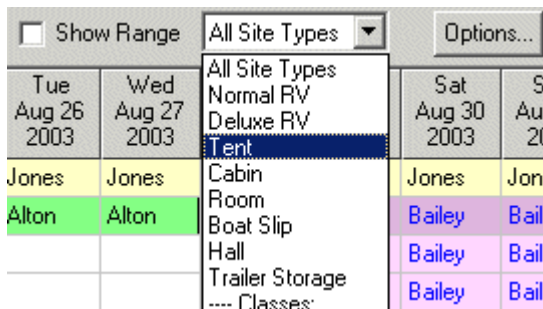 Show Range All Site Types Options...
All Site Types
Normal RV
Deluxe RV
Tent
Cabin
Room
Boat Slip
Hall
Trailer Storage
---- Classes:
Tue Wed Sat
Aug 26 Aug 27 Aug 30
2003 2003 2003
Jones Jones Jones
Alton Alton Bailey
Bailey
Bailey